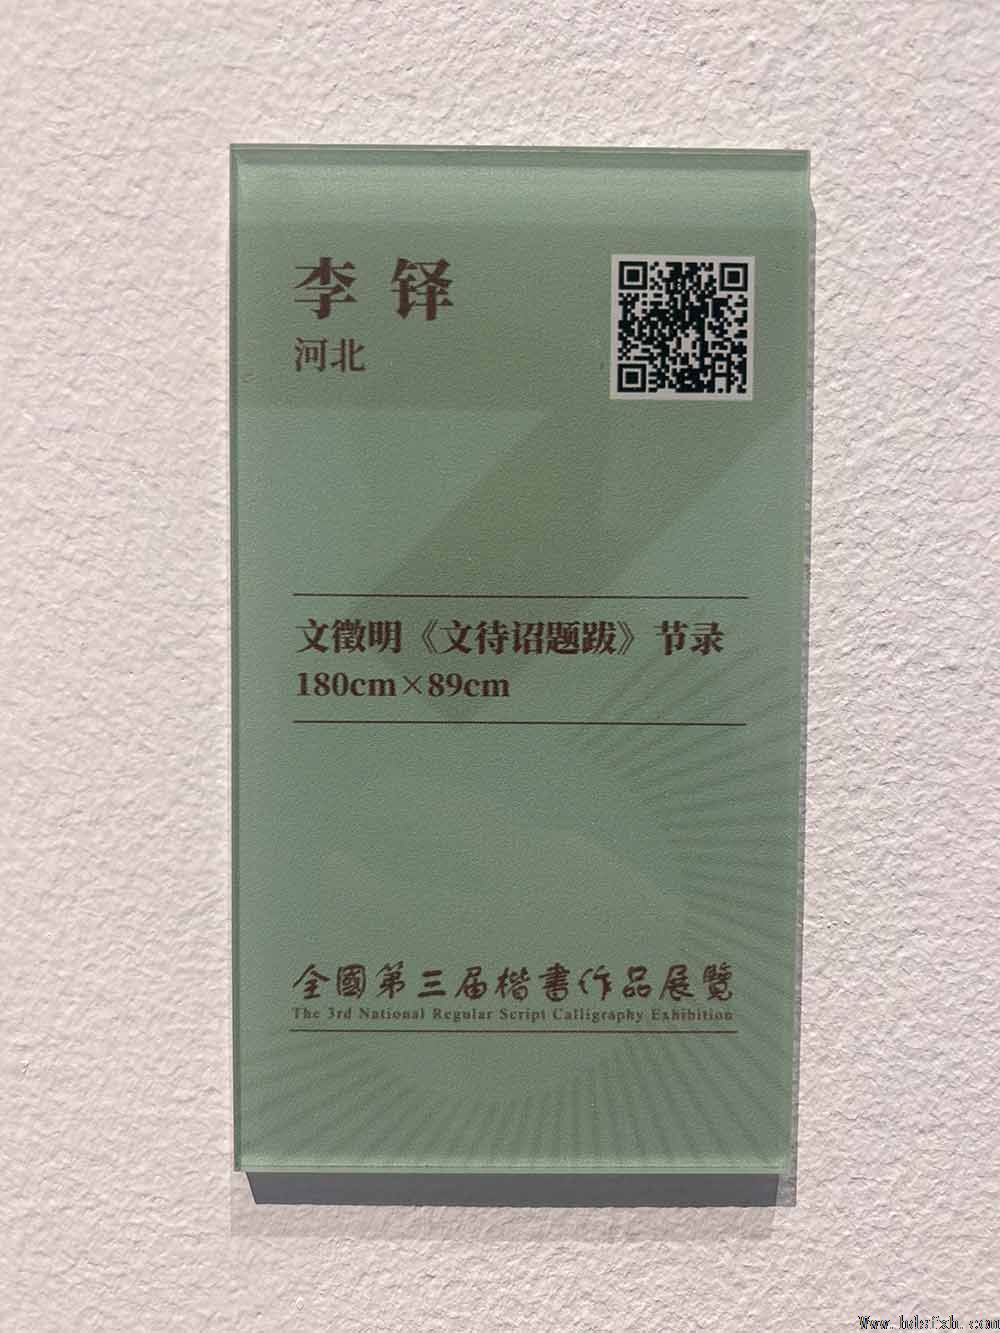 李 铎
河北
文徵明《文待诏题跋》节录
180cm×89cm
全國第三届楷書作品展覽
The 3rd National Regular Script Calligraphy Exhibition